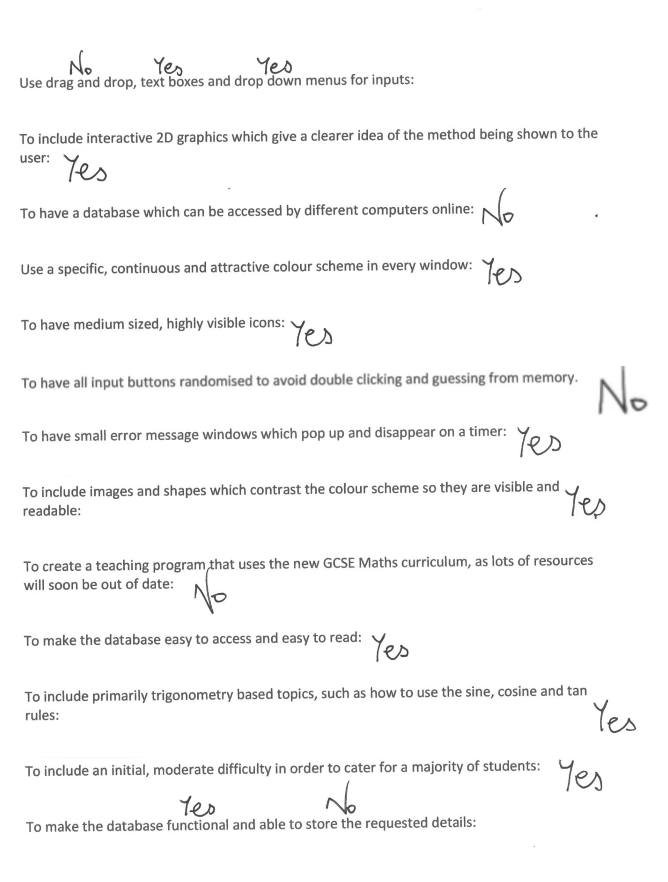 No Yes Yes
Use drag and drop, text boxes and drop down menus for inputs:
To include interactive 2D graphics which give a clearer idea of the method being shown to the
user: Yes
To have a database which can be accessed by different computers online: No
Use a specific, continuous and attractive colour scheme in every window: Yes
To have medium sized, highly visible icons: Yes
To have all input buttons randomised to avoid double clicking and guessing from memory. No
To have small error message windows which pop up and disappear on a timer: Yes
To include images and shapes which contrast the colour scheme so they are visible and Yes
readable:
To create a teaching program that uses the new GCSE Maths curriculum, as lots of resources
will soon be out of date: No
To make the database easy to access and easy to read: Yes
To include primarily trigonometry based topics, such as how to use the sine, cosine and tan
rules: Yes
To include an initial, moderate difficulty in order to cater for a majority of students: Yes
Yes No
To make the database functional and able to store the requested details: